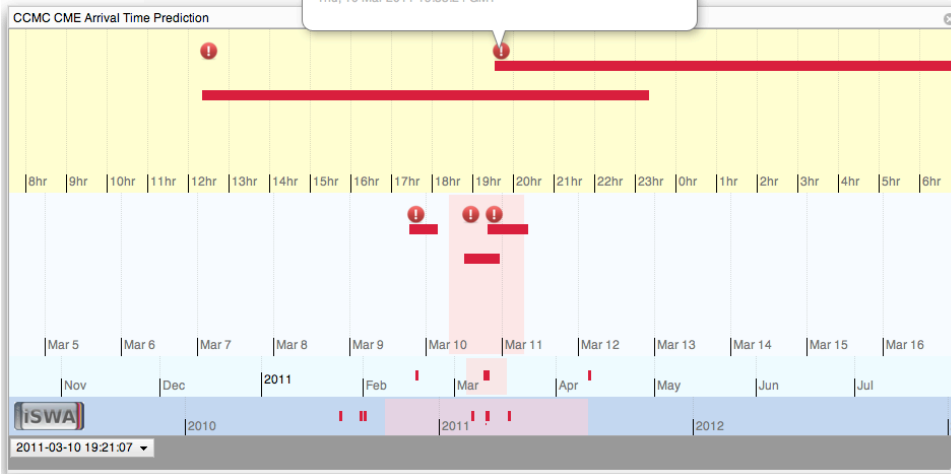 CCMC CME Arrival Time Prediction
8hr 9hr 10hr 11hr 12hr 13hr 14hr 15hr 16hr 17hr 18hr 19hr 20hr 21hr 22hr 23hr 0hr 1hr 2hr 3hr 4hr 5hr 6hr
Mar 5 Mar 6 Mar 7 Mar 8 Mar 9 Mar 10 Mar 11 Mar 12 Mar 13 Mar 14 Mar 15 Mar 16
Nov Dec 2011 Feb Mar Apr May Jun Jul
iSWA 2010 2011 2012
2011-03-10 19:21:07